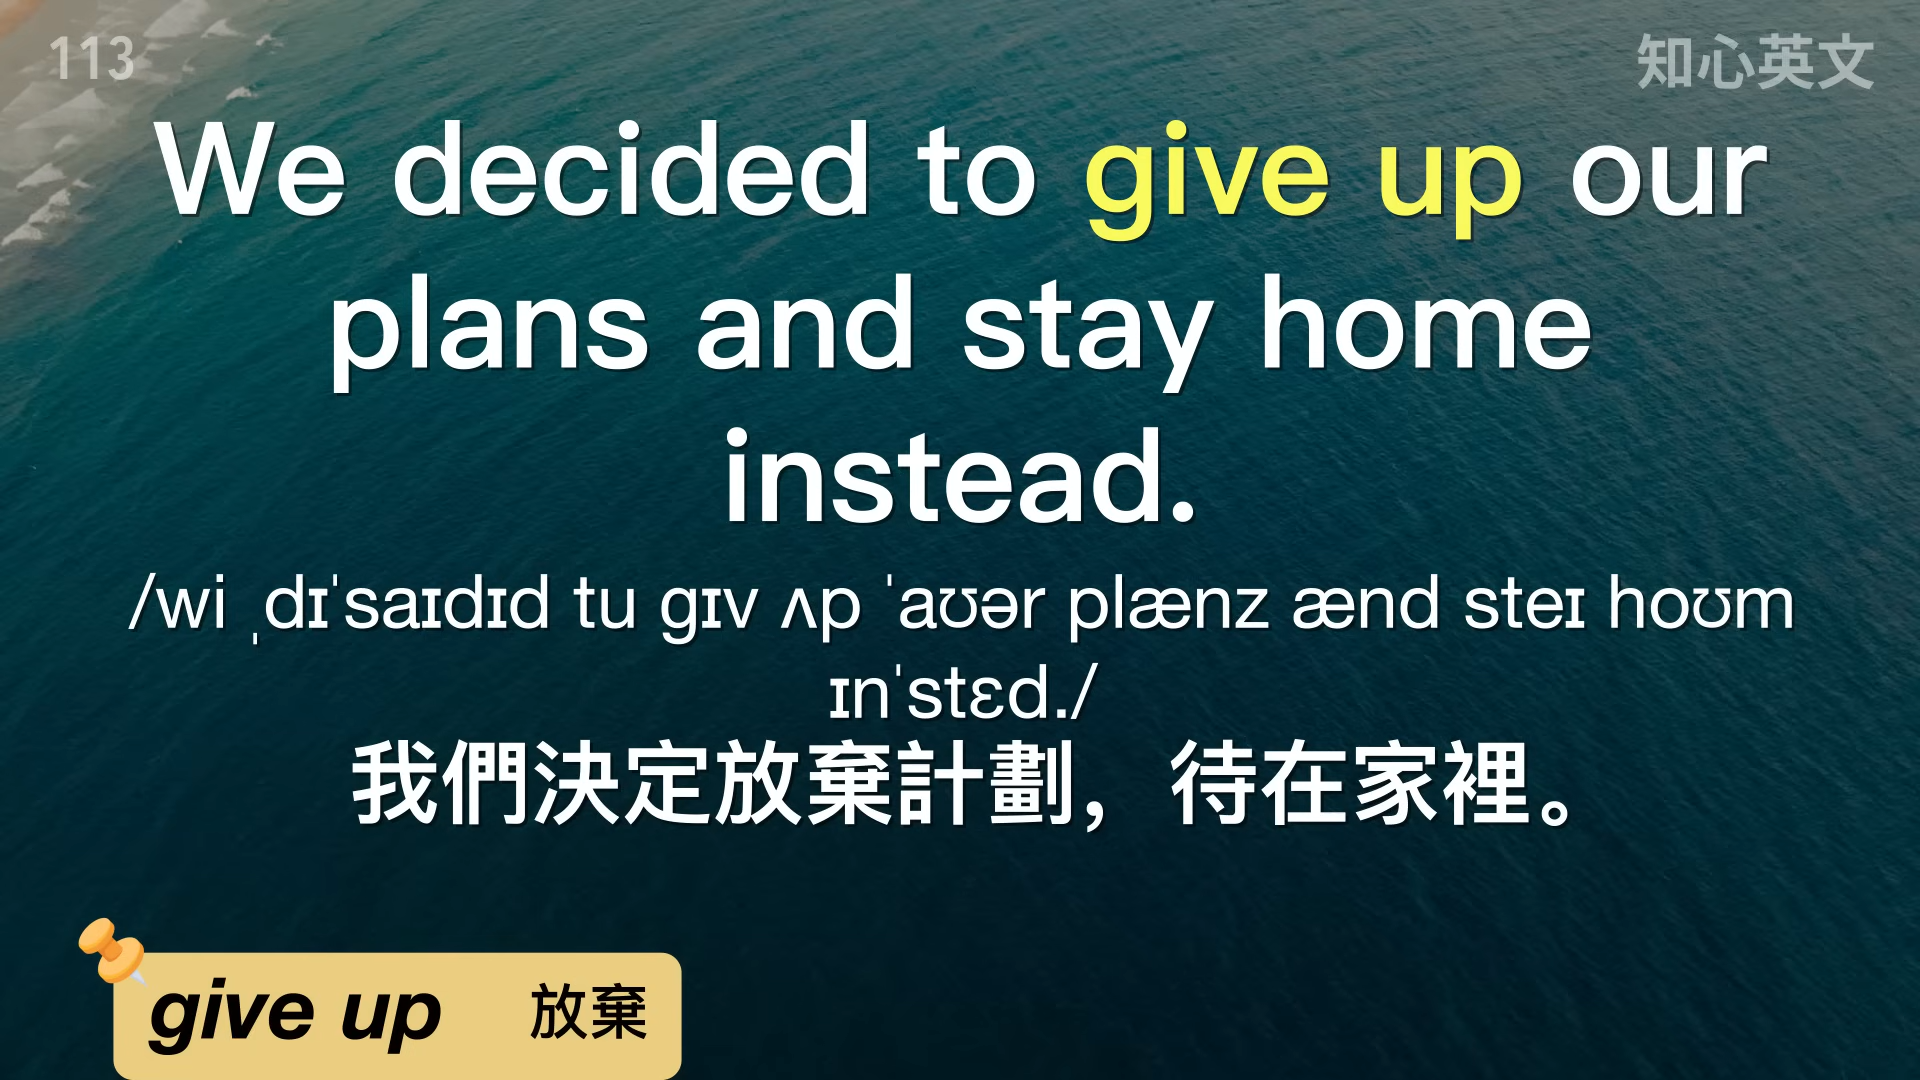 113
知心英文
We decided to give up our
plans and stay home
instead.
/wi ˌdɪˈsaɪdɪd tu gɪv ʌp ˈaʊər plænz ænd steɪ hoʊm
ɪnˈstɛd./
我們決定放棄計劃，待在家裡。
give up 放棄